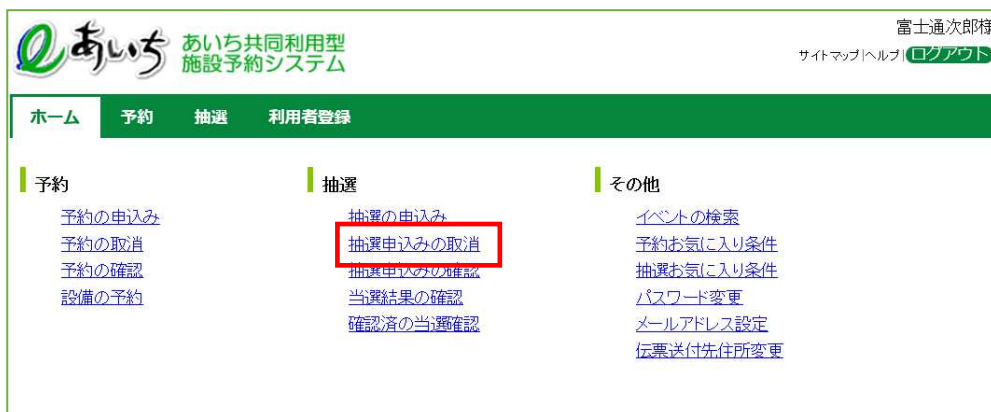 あいち
あいち共同利用型
施設予約システム
富士通次郎様
サイトマップ|ヘルプ|ログアウト
ホーム 予約 抽選 利用者登録
予約
予約の申込み
予約の取消
予約の確認
設備の予約
抽選
抽選の申込み
抽選申込みの取消
抽選申込みの確認
当選結果の確認
確認済の当選確認
その他
イベントの検索
予約お気に入り条件
抽選お気に入り条件
パスワード変更
メールアドレス設定
伝票送付先住所変更